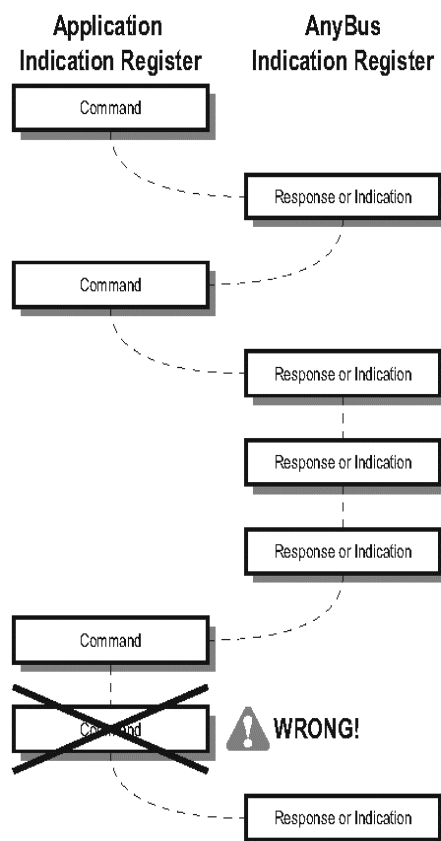 Application
Indication Register
AnyBus
Indication Register
Command
Response or Indication
Command
Response or Indication
Response or Indication
Response or Indication
Command
Command
WRONG!
Response or Indication